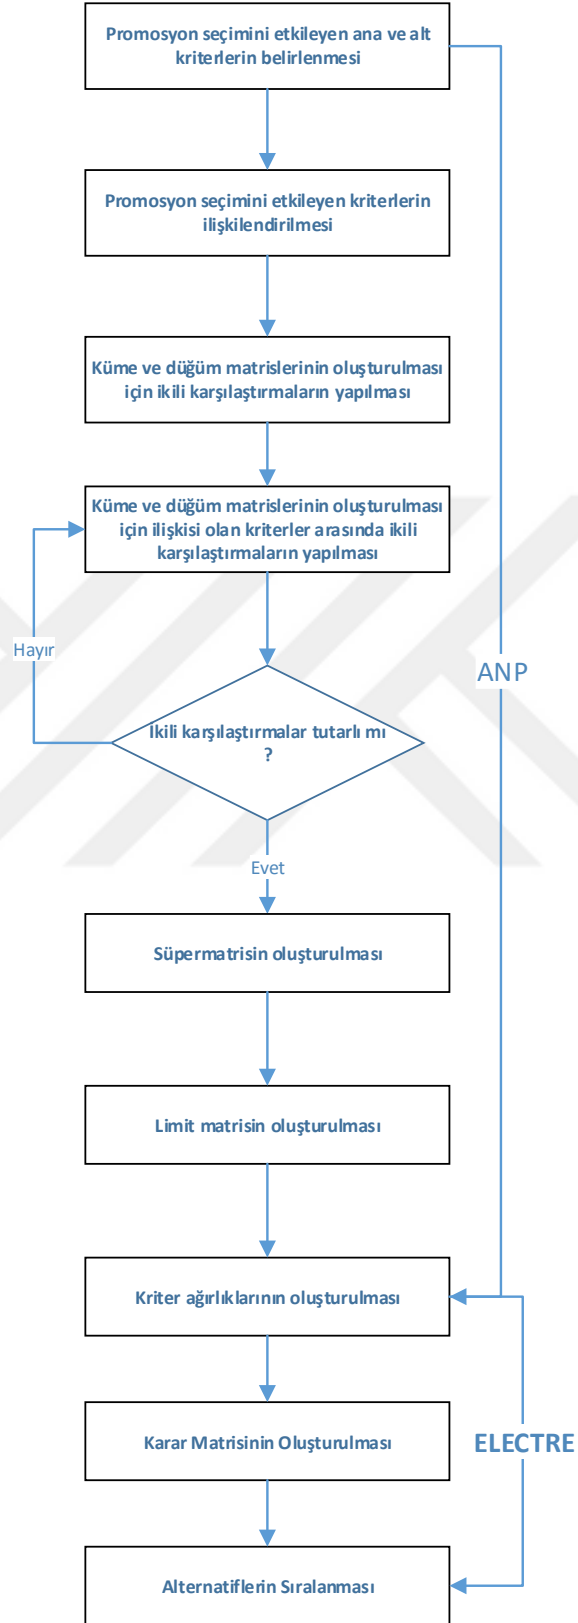 Promosyon seçimini etkileyen ana ve alt
kriterlerin belirlenmesi
Promosyon seçimini etkileyen kriterlerin
ilişkilendirilmesi
Küme ve düğüm matrislerinin oluşturulması
için ikili karşılaştırmaların yapılması
Küme ve düğüm matrislerinin oluşturulması
için ilişkisi olan kriterler arasında ikili
karşılaştırmaların yapılması
Hayır
ANP
İkili karşılaştırmalar tutarlı mı
?
Evet
Süpermatrisin oluşturulması
Limit matrisin oluşturulması
Kriter ağırlıklarının oluşturulması
Karar Matrisinin Oluşturulması
ELECTRE
Alternatiflerin Sıralanması